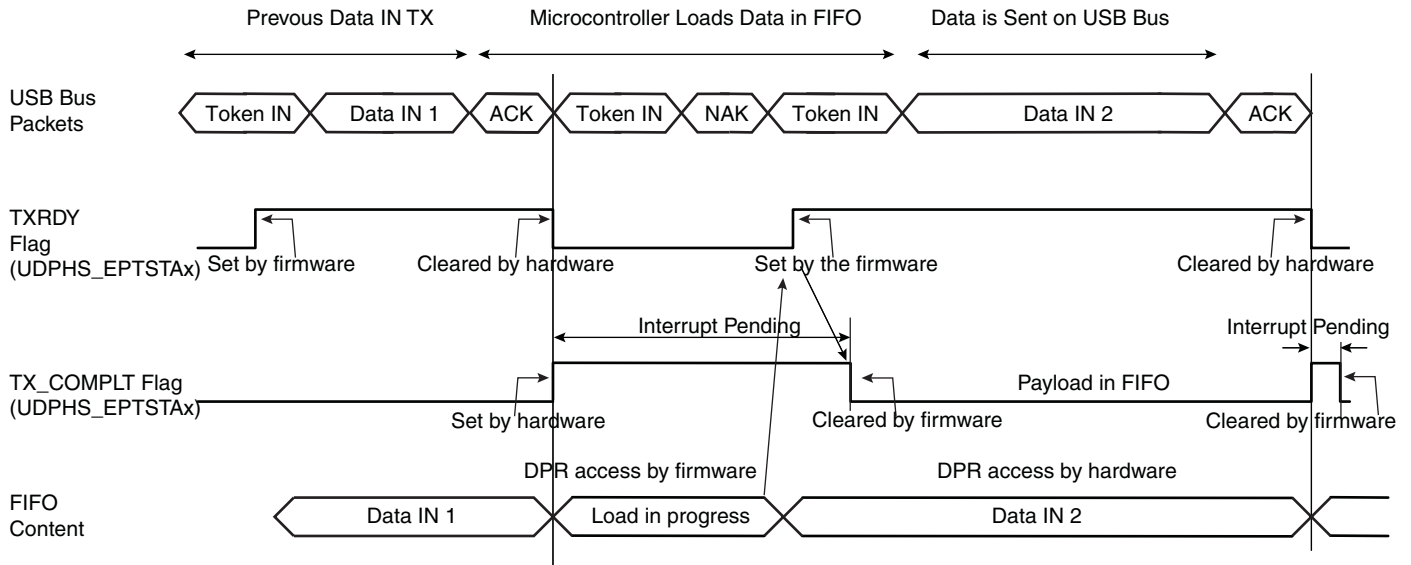 Prevous Data IN TX
Microcontroller Loads Data in FIFO
Data is Sent on USB Bus
USB Bus
Packets
Token IN
Data IN 1
ACK
Token IN
NAK
Token IN
Data IN 2
ACK
TXRDY
Flag
(UDPHS_EPTSTAx)
Set by firmware
Cleared by hardware
Set by the firmware
Cleared by hardware
Interrupt Pending
Interrupt Pending
TX_COMPLT Flag
(UDPHS_EPTSTAx)
Payload in FIFO
Set by hardware
Cleared by firmware
Cleared by firmware
DPR access by firmware
DPR access by hardware
FIFO
Content
Data IN 1
Load in progress
Data IN 2